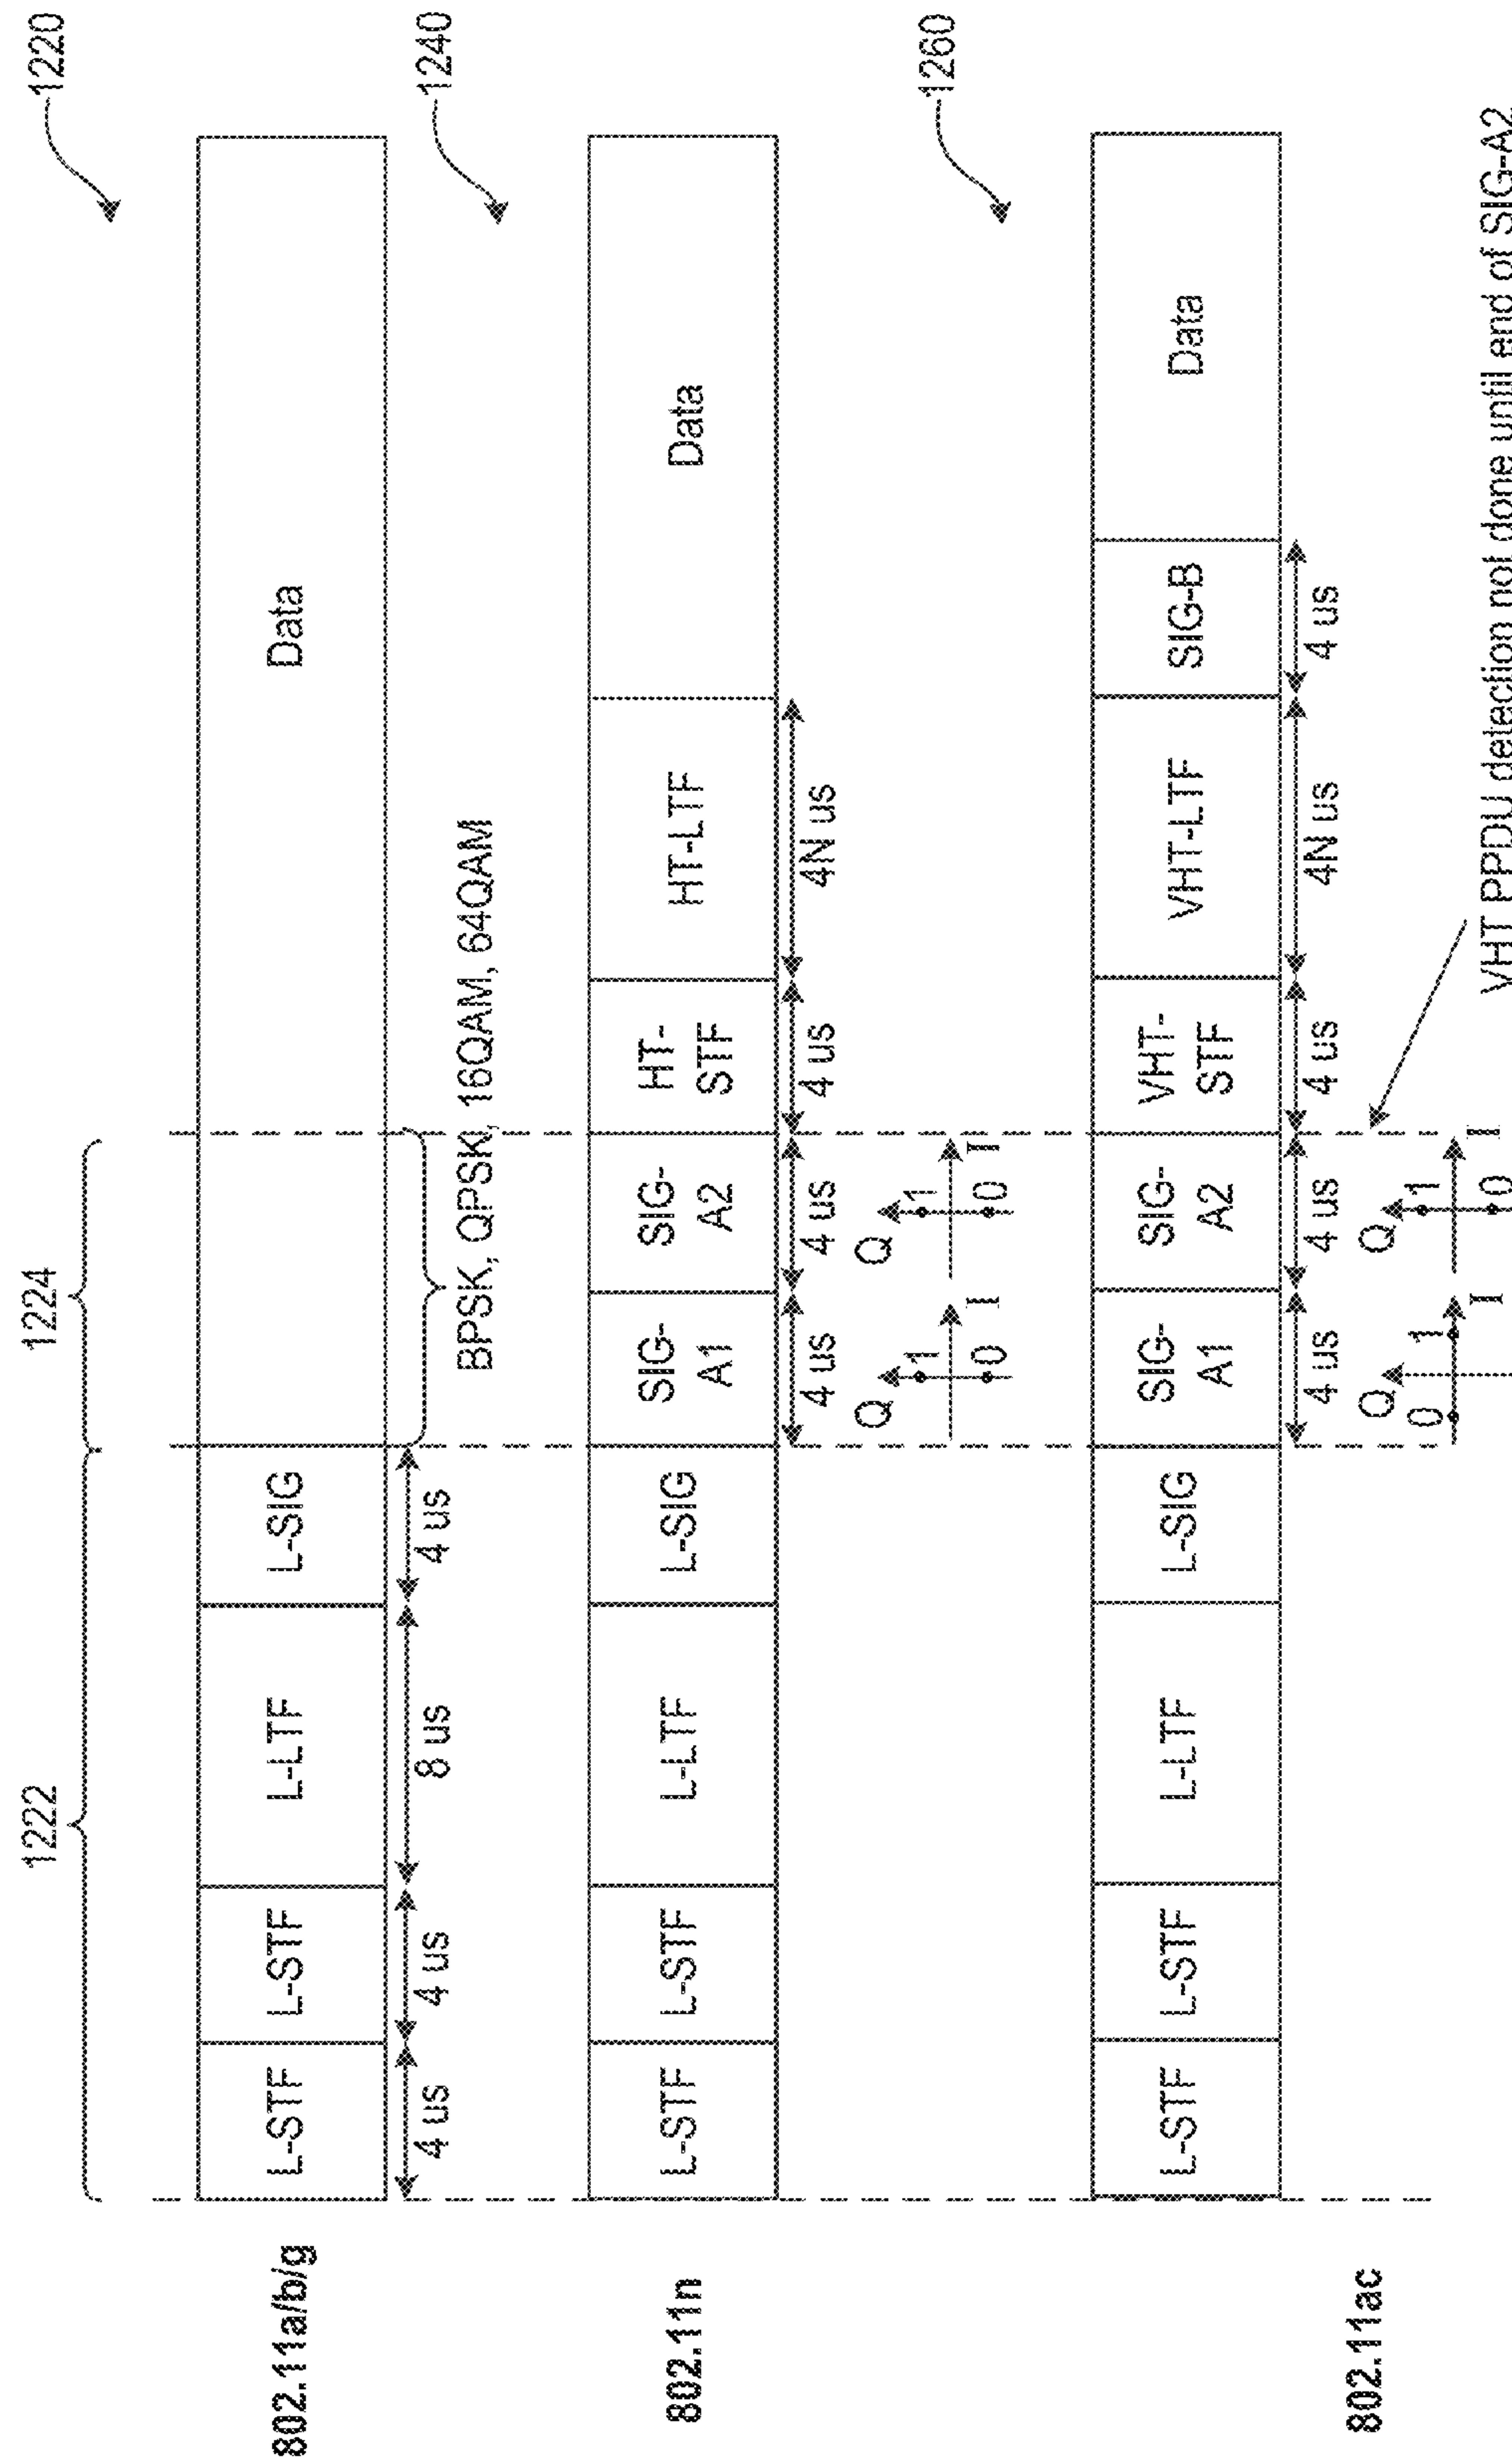 1222
1224
1220
802.11a/b/g
L-STF
L-STF
L-LTF
L-SIG
Data
4 us
4 us
8 us
4 us
BPSK, QPSK, 16QAM, 64QAM
1240
802.11n
L-STF
L-STF
L-LTF
L-SIG
SIG-
A1
SIG-
A2
HT-
STF
HT-LTF
Data
4 us
4 us
4 us
4N us
Q
1
0
I
Q
1
0
I
1260
802.11ac
L-STF
L-STF
L-LTF
L-SIG
SIG-
A1
SIG-
A2
VHT-
STF
VHT-LTF
SIG-B
Data
4 us
4 us
4 us
4N us
4 us
Q
0
1
I
Q
1
0
I
VHT PPDU detection not done until end of SIG-A2